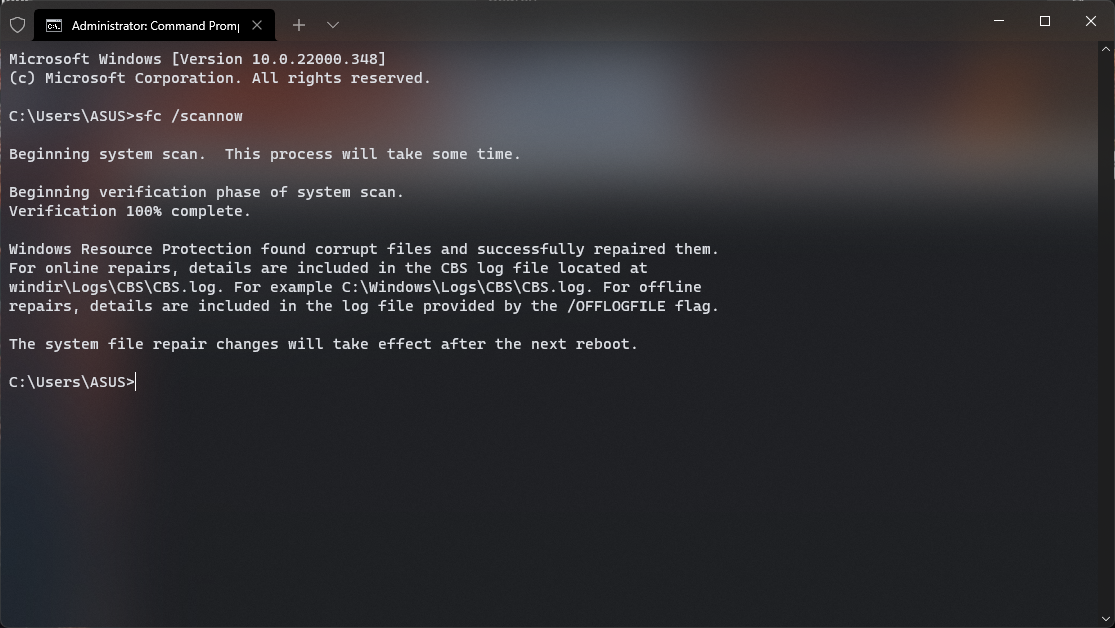 Administrator: Command Prom
Microsoft Windows [Version 10.0.22000.348]
(c) Microsoft Corporation. All rights reserved.
C:\Users\ASUS>sfc /scannow
Beginning system scan.  This process will take some time.
Beginning verification phase of system scan.
Verification 100% complete.
Windows Resource Protection found corrupt files and successfully repaired them.
For online repairs, details are included in the CBS log file located at
windir\Logs\CBS\CBS.log. For example C:\Windows\Logs\CBS\CBS.log. For offline
repairs, details are included in the log file provided by the /OFFLOGFILE flag.
The system file repair changes will take effect after the next reboot.
C:\Users\ASUS>